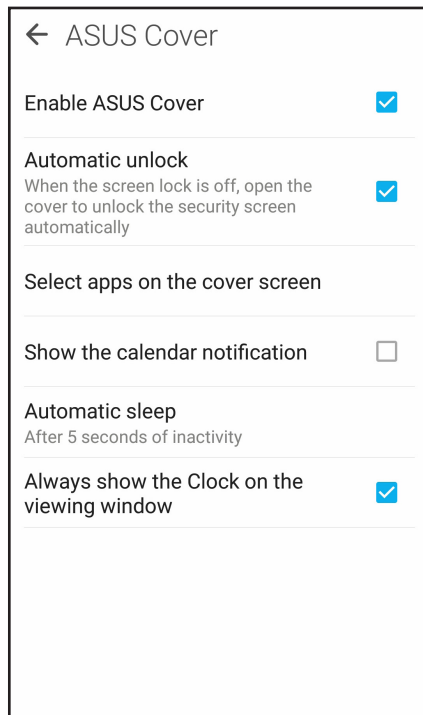 ASUS Cover
Enable ASUS Cover
Automatic unlock
When the screen lock is off, open the
cover to unlock the security screen
automatically
Select apps on the cover screen
Show the calendar notification
Automatic sleep
After 5 seconds of inactivity
Always show the Clock on the
viewing window